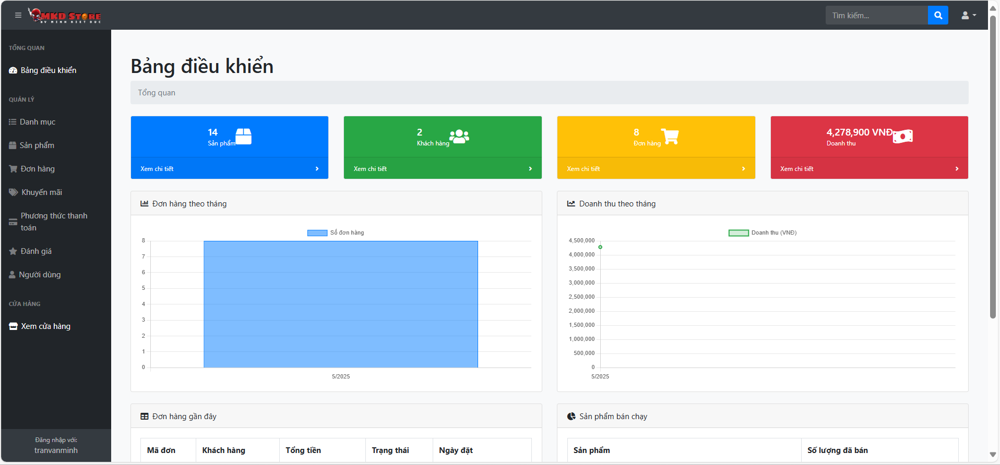 MKD STORE
BY MINH KIET DUC
Tìm kiếm...
TỔNG QUAN
Bảng điều khiển
QUẢN LÝ
Danh mục
Sản phẩm
Đơn hàng
Khuyến mãi
Phương thức thanh
toán
Đánh giá
Người dùng
CỬA HÀNG
Xem cửa hàng
Đăng nhập với:
tranvanminh
Bảng điều khiển
Tổng quan
14
Sản phẩm
Xem chi tiết
2
Khách hàng
Xem chi tiết
8
Đơn hàng
Xem chi tiết
4,278,900 VNĐ
Doanh thu
Xem chi tiết
Đơn hàng theo tháng
Số đơn hàng
8
7
6
5
4
3
2
1
0
5/2025
Doanh thu theo tháng
Doanh thu (VNĐ)
4,500,000
4,000,000
3,500,000
3,000,000
2,500,000
2,000,000
1,500,000
1,000,000
500,000
0
5/2025
Đơn hàng gần đây
Mã đơn Khách hàng Tổng tiền Trạng thái Ngày đặt
Sản phẩm bán chạy
Sản phẩm Số lượng đã bán